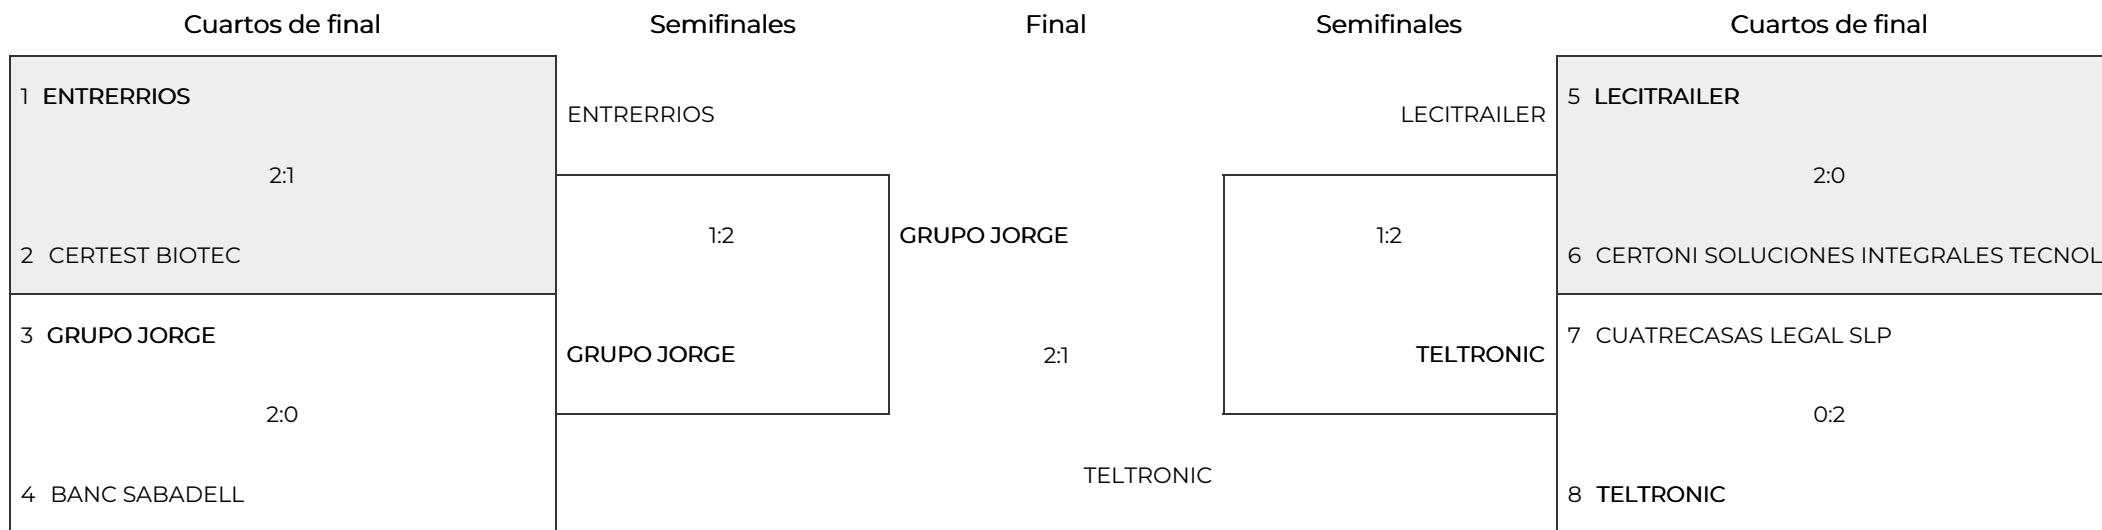 Cuartos de final
Semifinales
Final
Semifinales
Cuartos de final
1 ENTRERRIOS
2:1
2 CERTEST BIOTEC
3 GRUPO JORGE
2:0
4 BANC SABADELL
ENTRERRIOS
1:2
GRUPO JORGE
GRUPO JORGE
2:1
TELTRONIC
LECITRAILER
1:2
TELTRONIC
5 LECITRAILER
2:0
6 CERTONI SOLUCIONES INTEGRALES TECNOL
7 CUATRECASAS LEGAL SLP
0:2
8 TELTRONIC